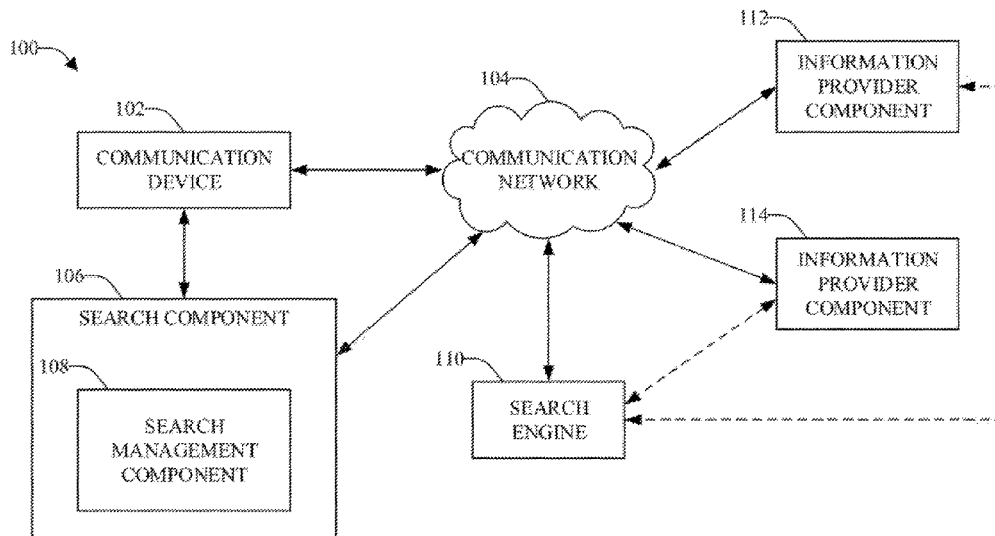 100
102
COMMUNICATION
DEVICE
104
COMMUNICATION
NETWORK
112
INFORMATION
PROVIDER
COMPONENT
114
INFORMATION
PROVIDER
COMPONENT
106
SEARCH COMPONENT
108
SEARCH
MANAGEMENT
COMPONENT
110
SEARCH
ENGINE